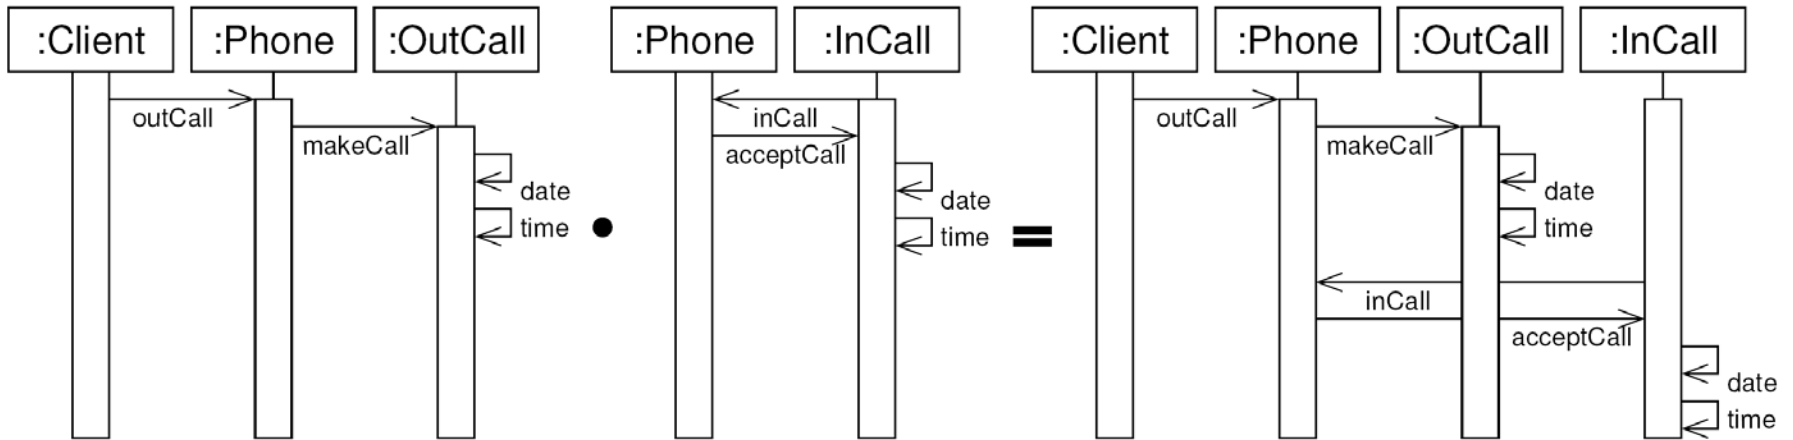 :Client :Phone :OutCall
outCall
makeCall
date
time
:Phone :InCall
inCall
acceptCall
date
time
:Client :Phone :OutCall :InCall
outCall
makeCall
date
time
inCall
acceptCall
date
time